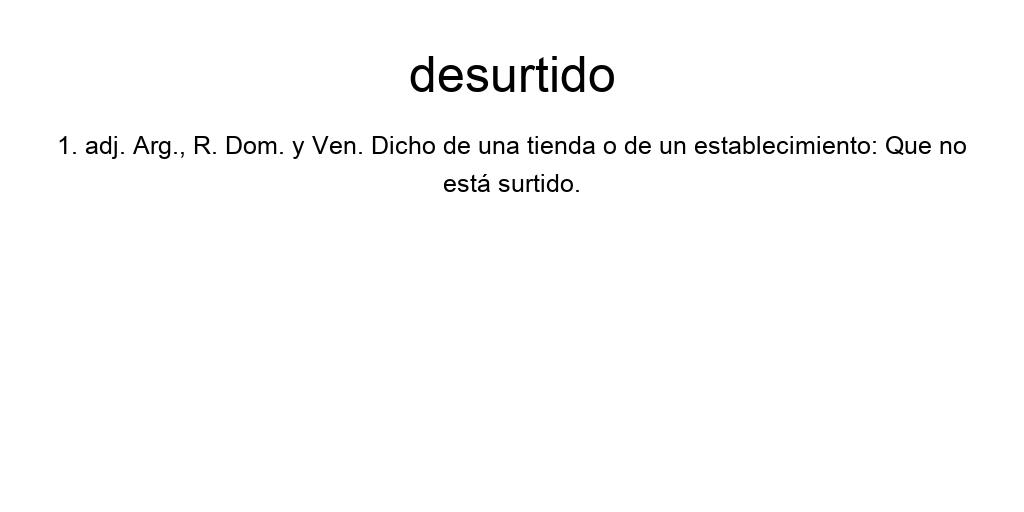 desurtido
1. adj. Arg., R. Dom. y Ven. Dicho de una tienda o de un establecimiento: Que no
está surtido.